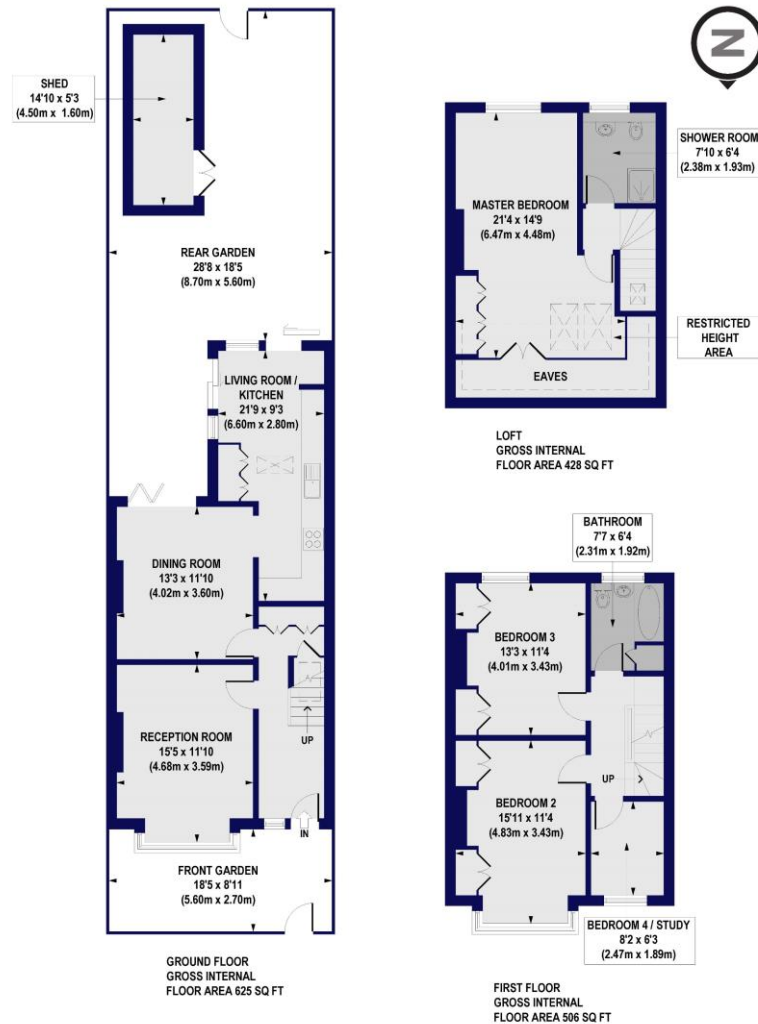 N
SHED
14'10 x 5'3
(4.50m x 1.60m)
REAR GARDEN
28'8 x 18'5
(8.70m x 5.60m)
LIVING ROOM /
KITCHEN
21'9 x 9'3
(6.60m x 2.80m)
DINING ROOM
13'3 x 11'10
(4.02m x 3.60m)
RECEPTION ROOM
15'5 x 11'10
(4.68m x 3.59m)
UP
IN
FRONT GARDEN
18'5 x 8'11
(5.60m x 2.70m)
GROUND FLOOR
GROSS INTERNAL
FLOOR AREA 625 SQ FT
SHOWER ROOM
7'10 x 6'4
(2.38m x 1.93m)
MASTER BEDROOM
21'4 x 14'9
(6.47m x 4.48m)
RESTRICTED
HEIGHT
AREA
EAVES
LOFT
GROSS INTERNAL
FLOOR AREA 428 SQ FT
BATHROOM
7'7 x 6'4
(2.31m x 1.92m)
BEDROOM 3
13'3 x 11'4
(4.01m x 3.43m)
UP
BEDROOM 2
15'11 x 11'4
(4.83m x 3.43m)
BEDROOM 4 / STUDY
8'2 x 6'3
(2.47m x 1.89m)
FIRST FLOOR
GROSS INTERNAL
FLOOR AREA 506 SQ FT